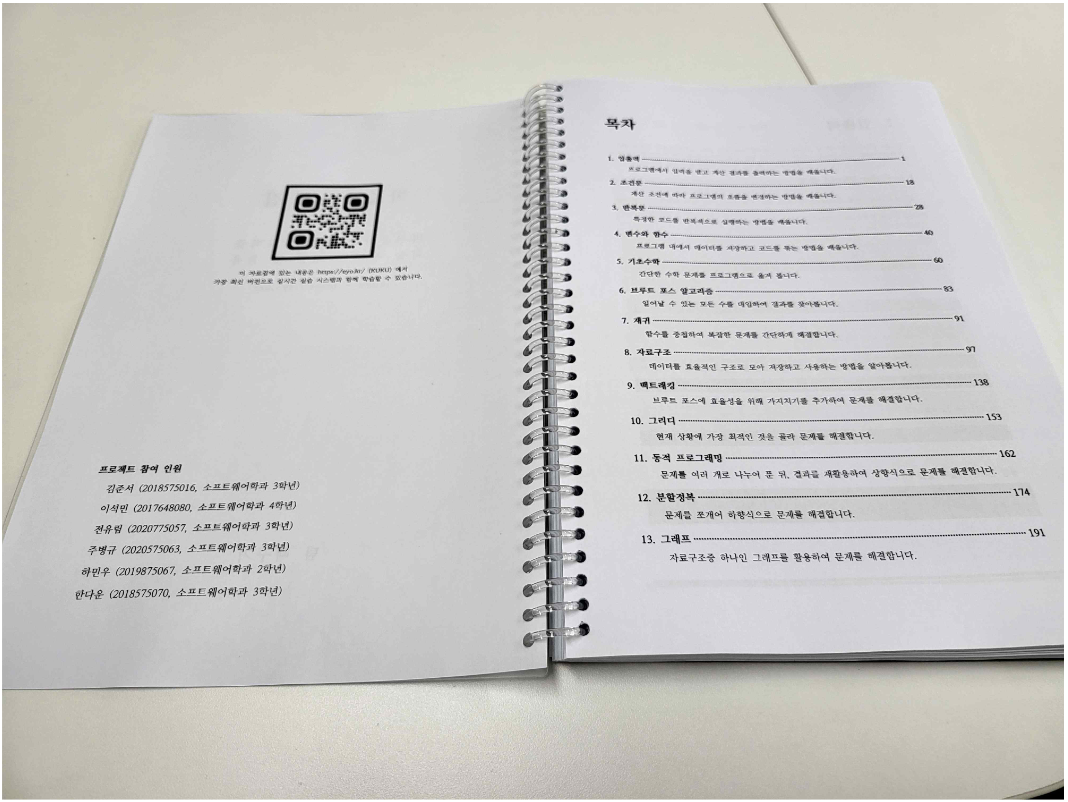 이 자료집에 있는 내용은 https://eyo.kr/ (KUKU) 에서
가장 최신 버전으로 실시간 실습 시스템과 함께 학습할 수 있습니다.
프로젝트 참여 인원
김준서 (2018575016, 소프트웨어학과 3학년)
이석민 (2017648080, 소프트웨어학과 4학년)
전유림 (2020775057, 소프트웨어학과 3학년)
주병규 (2020575063, 소프트웨어학과 3학년)
하민우 (2019875067, 소프트웨어학과 2학년)
한다운 (2018575070, 소프트웨어학과 3학년)
목차
1. 입출력 1
프로그램에서 입력을 받고 계산 결과를 출력하는 방법을 배웁니다.
2. 조건문 18
계산 조건에 따라 프로그램의 흐름을 변경하는 방법을 배웁니다.
3. 반복문 28
특정한 코드를 반복적으로 실행하는 방법을 배웁니다.
4. 변수와 함수 40
프로그램 내에서 데이터를 저장하고 코드를 묶는 방법을 배웁니다.
5. 기초수학 60
간단한 수학 문제를 프로그램으로 옮겨 봅니다.
6. 브루트 포스 알고리즘 83
일어날 수 있는 모든 수를 대입하여 결과를 찾아봅니다.
7. 재귀 91
함수를 중첩하여 복잡한 문제를 간단하게 해결합니다.
8. 자료구조 97
데이터를 효율적인 구조로 모아 저장하고 사용하는 방법을 알아봅니다.
9. 백트래킹 138
브루트 포스에 효율성을 위해 가지치기를 추가하여 문제를 해결합니다.
10. 그리디 153
현재 상황에 가장 최적인 것을 골라 문제를 해결합니다.
11. 동적 프로그래밍 162
문제를 여러 개로 나누어 푼 뒤, 결과를 재활용하여 상향식으로 문제를 해결합니다.
12. 분할정복 174
문제를 쪼개어 하향식으로 문제를 해결합니다.
13. 그래프 191
자료구조중 하나인 그래프를 활용하여 문제를 해결합니다.